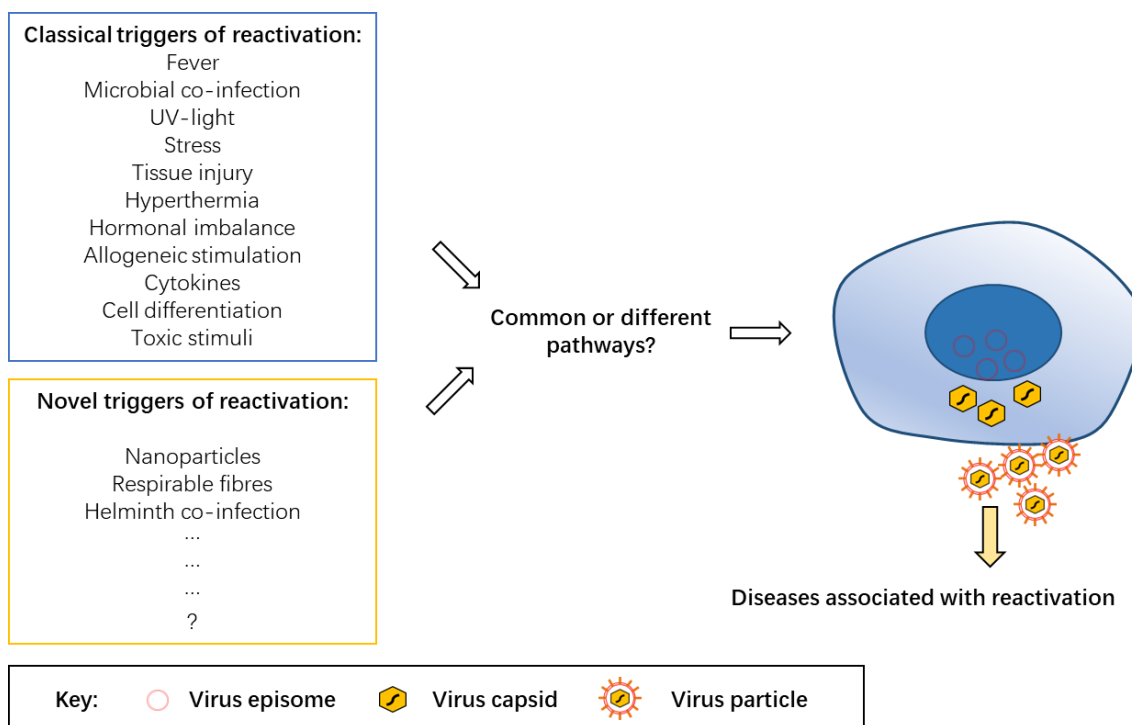 Classical triggers of reactivation:
Fever
Microbial co-infection
UV-light
Stress
Tissue injury
Hyperthermia
Hormonal imbalance
Allogeneic stimulation
Cytokines
Cell differentiation
Toxic stimuli
Novel triggers of reactivation:
Nanoparticles
Respirable fibres
Helminth co-infection
...
...
...
?
Common or different
pathways?
Diseases associated with reactivation
Key: Virus episome Virus capsid Virus particle